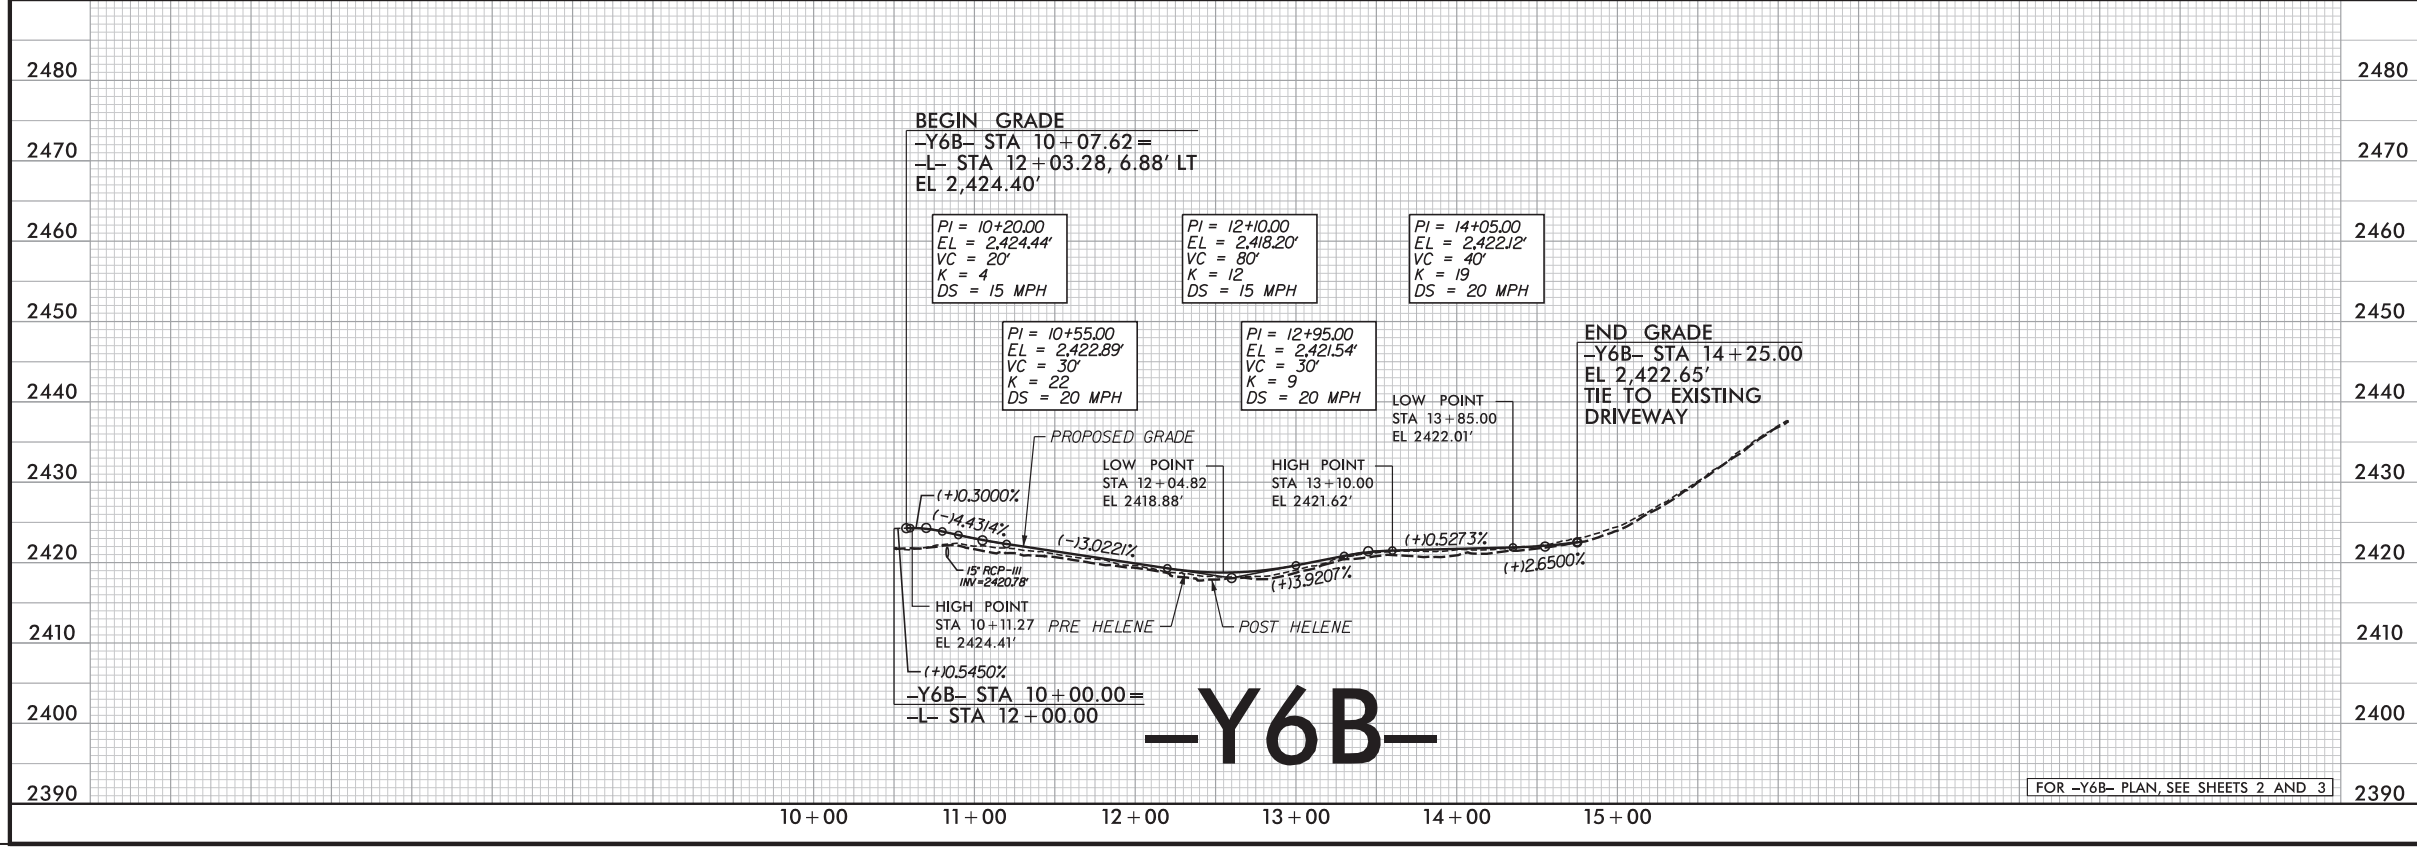 2480
2470
2460
2450
2440
2430
2420
2410
2400
2390
BEGIN GRADE
–Y6B– STA 10+07.62=
–L– STA 12+03.28, 6.88' LT
EL 2,424.40'
PI = 10+20.00
EL = 2,424.44'
VC = 20'
K = 4
DS = 15 MPH
PI = 12+10.00
EL = 2,418.20'
VC = 80'
K = 12
DS = 15 MPH
PI = 14+05.00
EL = 2,422.12'
VC = 40'
K = 19
DS = 20 MPH
PI = 10+55.00
EL = 2,422.89'
VC = 30'
K = 22
DS = 20 MPH
PI = 12+95.00
EL = 2,421.54'
VC = 30'
K = 9
DS = 20 MPH
END GRADE
–Y6B– STA 14+25.00
EL 2,422.65'
TIE TO EXISTING
DRIVEWAY
LOW POINT
STA 13+85.00
EL 2422.01'
PROPOSED GRADE
LOW POINT
STA 12+04.82
EL 2418.88'
HIGH POINT
STA 13+10.00
EL 2421.62'
(+)0.3000%
(-)4.4314%
(-)3.0221%
(+)0.5273%
(+)3.9207%
(+)2.6500%
15" RCP-III
INV=2420.78'
HIGH POINT
STA 10+11.27
EL 2424.41'
PRE HELENE
POST HELENE
(+)0.5450%
–Y6B– STA 10+00.00=
–L– STA 12+00.00
–Y6B–
FOR –Y6B– PLAN, SEE SHEETS 2 AND 3
2480
2470
2460
2450
2440
2430
2420
2410
2400
2390
10+00
11+00
12+00
13+00
14+00
15+00